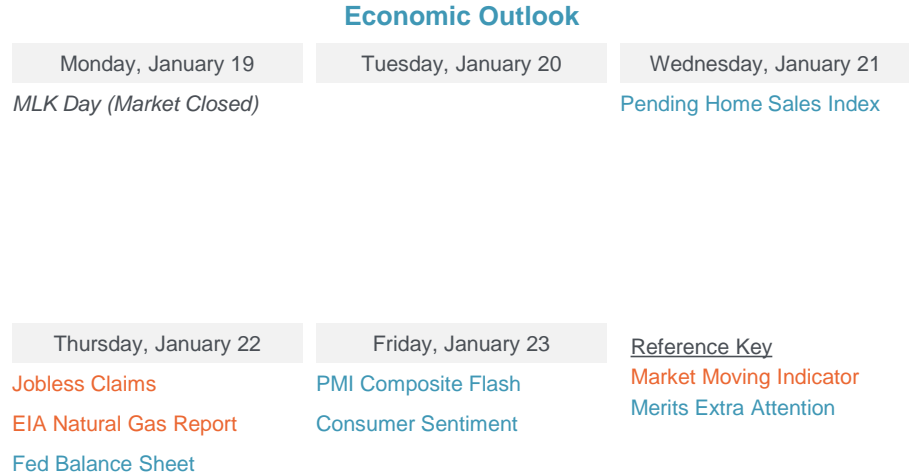 Economic Outlook
Monday, January 19
Tuesday, January 20
Wednesday, January 21
MLK Day (Market Closed)
Pending Home Sales Index
Thursday, January 22
Friday, January 23
Reference Key
Jobless Claims
PMI Composite Flash
Market Moving Indicator
EIA Natural Gas Report
Consumer Sentiment
Merits Extra Attention
Fed Balance Sheet